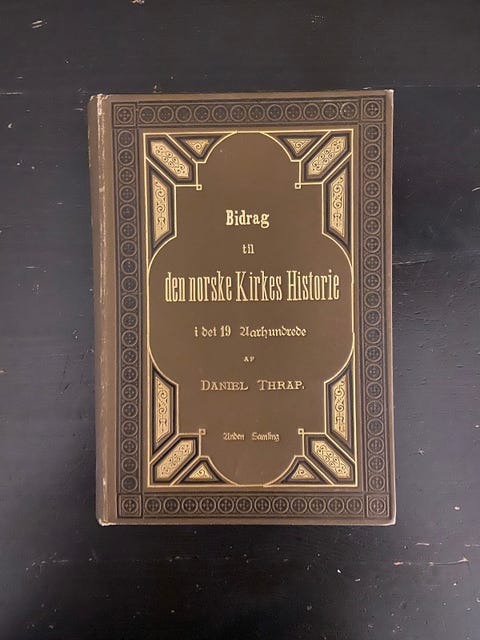 Bidrag
til
den norske Kirkes Historie
i det 19 Aarhundrede
AF
DANIEL THRAP.
Anden Samling